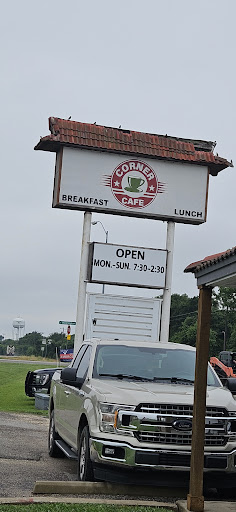 CORNER
CAFE
BREAKFAST
LUNCH
OPEN
MON.-SUN. 7:30-2:30